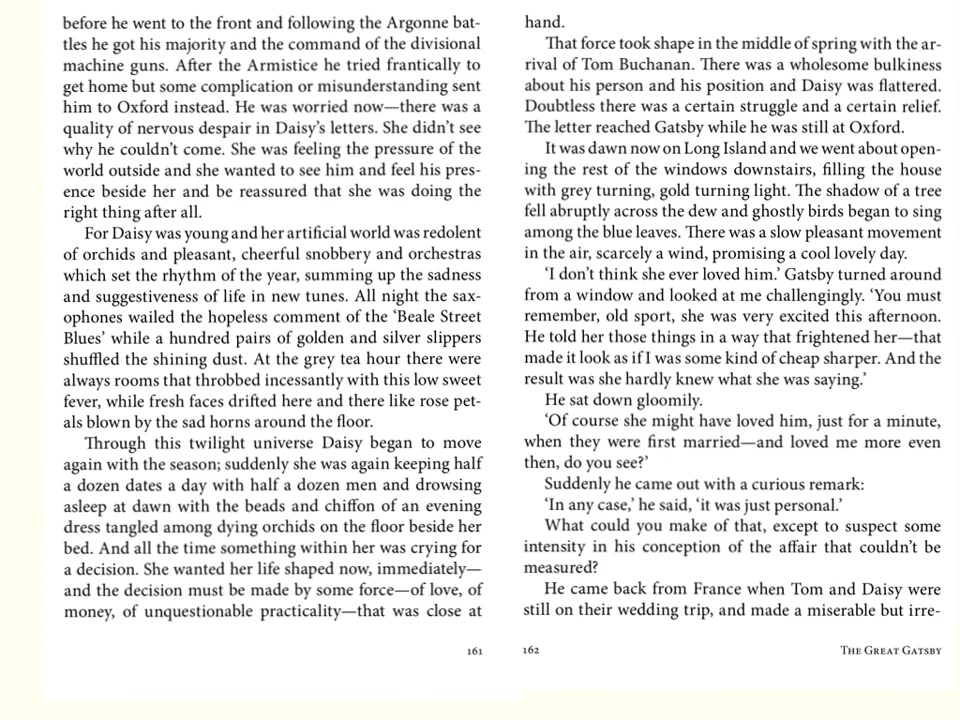 before he went to the front and following the Argonne bat-
tles he got his majority and the command of the divisional
machine guns. After the Armistice he tried frantically to
get home but some complication or misunderstanding sent
him to Oxford instead. He was worried now—there was a
quality of nervous despair in Daisy's letters. She didn't see
why he couldn't come. She was feeling the pressure of the
world outside and she wanted to see him and feel his pres-
ence beside her and be reassured that she was doing the
right thing after all.
For Daisy was young and her artificial world was redolent
of orchids and pleasant, cheerful snobbery and orchestras
which set the rhythm of the year, summing up the sadness
and suggestiveness of life in new tunes. All night the sax-
ophones wailed the hopeless comment of the ‘Beale Street
Blues’ while a hundred pairs of golden and silver slippers
shuffled the shining dust. At the grey tea hour there were
always rooms that throbbed incessantly with this low sweet
fever, while fresh faces drifted here and there like rose pet-
als blown by the sad horns around the floor.
Through this twilight universe Daisy began to move
again with the season; suddenly she was again keeping half
a dozen dates a day with half a dozen men and drowsing
asleep at dawn with the beads and chiffon of an evening
dress tangled among dying orchids on the floor beside her
bed. And all the time something within her was crying for
a decision. She wanted her life shaped now, immediately—
and the decision must be made by some force—of love, of
money, of unquestionable practicality—that was close at
161
hand.
That force took shape in the middle of spring with the ar-
rival of Tom Buchanan. There was a wholesome bulkiness
about his person and his position and Daisy was flattered.
Doubtless there was a certain struggle and a certain relief.
The letter reached Gatsby while he was still at Oxford.
It was dawn now on Long Island and we went about open-
ing the rest of the windows downstairs, filling the house
with grey turning, gold turning light. The shadow of a tree
fell abruptly across the dew and ghostly birds began to sing
among the blue leaves. There was a slow pleasant movement
in the air, scarcely a wind, promising a cool lovely day.
‘I don't think she ever loved him.’ Gatsby turned around
from a window and looked at me challengingly. ‘You must
remember, old sport, she was very excited this afternoon.
He told her those things in a way that frightened her—that
made it look as if I was some kind of cheap sharper. And the
result was she hardly knew what she was saying.’
He sat down gloomily.
‘Of course she might have loved him, just for a minute,
when they were first married—and loved me more even
then, do you see?’
Suddenly he came out with a curious remark:
‘In any case,’ he said, ‘it was just personal.’
What could you make of that, except to suspect some
intensity in his conception of the affair that couldn't be
measured?
He came back from France when Tom and Daisy were
still on their wedding trip, and made a miserable but irre-
162
The Great Gatsby